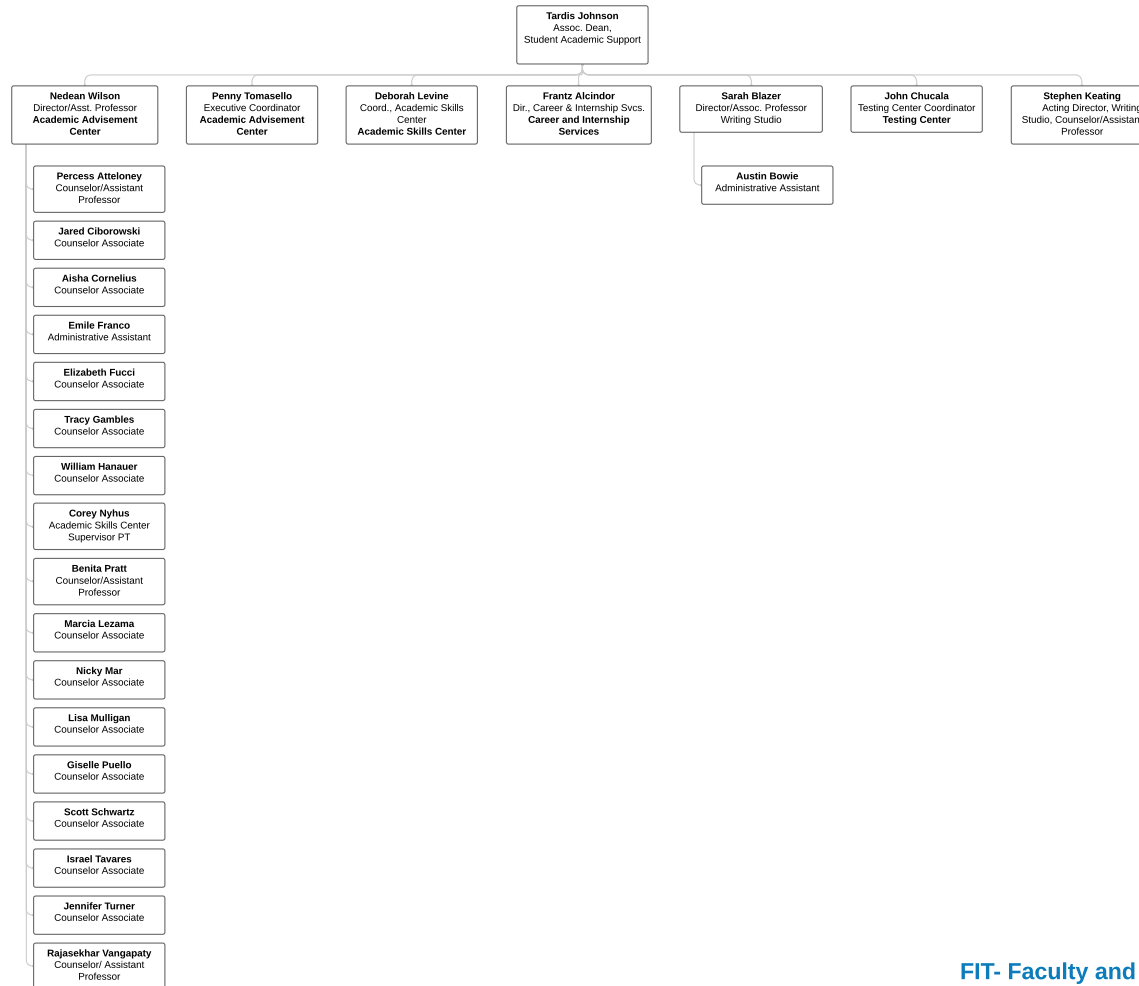 Tardis Johnson
Assoc. Dean,
Student Academic Support
Nedean Wilson
Director/Asst. Professor
Academic Advisement
Center
Penny Tomasello
Executive Coordinator
Academic Advisement
Center
Deborah Levine
Coord., Academic Skills
Center
Academic Skills Center
Frantz Alcindor
Dir., Career & Internship Svcs.
Career and Internship
Services
Sarah Blazer
Director/Assoc. Professor
Writing Studio
John Chucala
Testing Center Coordinator
Testing Center
Stephen Keating
Acting Director, Writing
Studio, Counselor/Assistan
Professor
Percess Atteloney
Counselor/Assistant
Professor
Austin Bowie
Administrative Assistant
Jared Ciborowski
Counselor Associate
Aisha Cornelius
Counselor Associate
Emile Franco
Administrative Assistant
Elizabeth Fucci
Counselor Associate
Tracy Gambles
Counselor Associate
William Hanauer
Counselor Associate
Corey Nyhus
Academic Skills Center
Supervisor PT
Benita Pratt
Counselor/Assistant
Professor
Marcia Lezama
Counselor Associate
Nicky Mar
Counselor Associate
Lisa Mulligan
Counselor Associate
Giselle Puello
Counselor Associate
Scott Schwartz
Counselor Associate
Israel Tavares
Counselor Associate
Jennifer Turner
Counselor Associate
Rajasekhar Vangapaty
Counselor/ Assistant
Professor
FIT- Faculty and